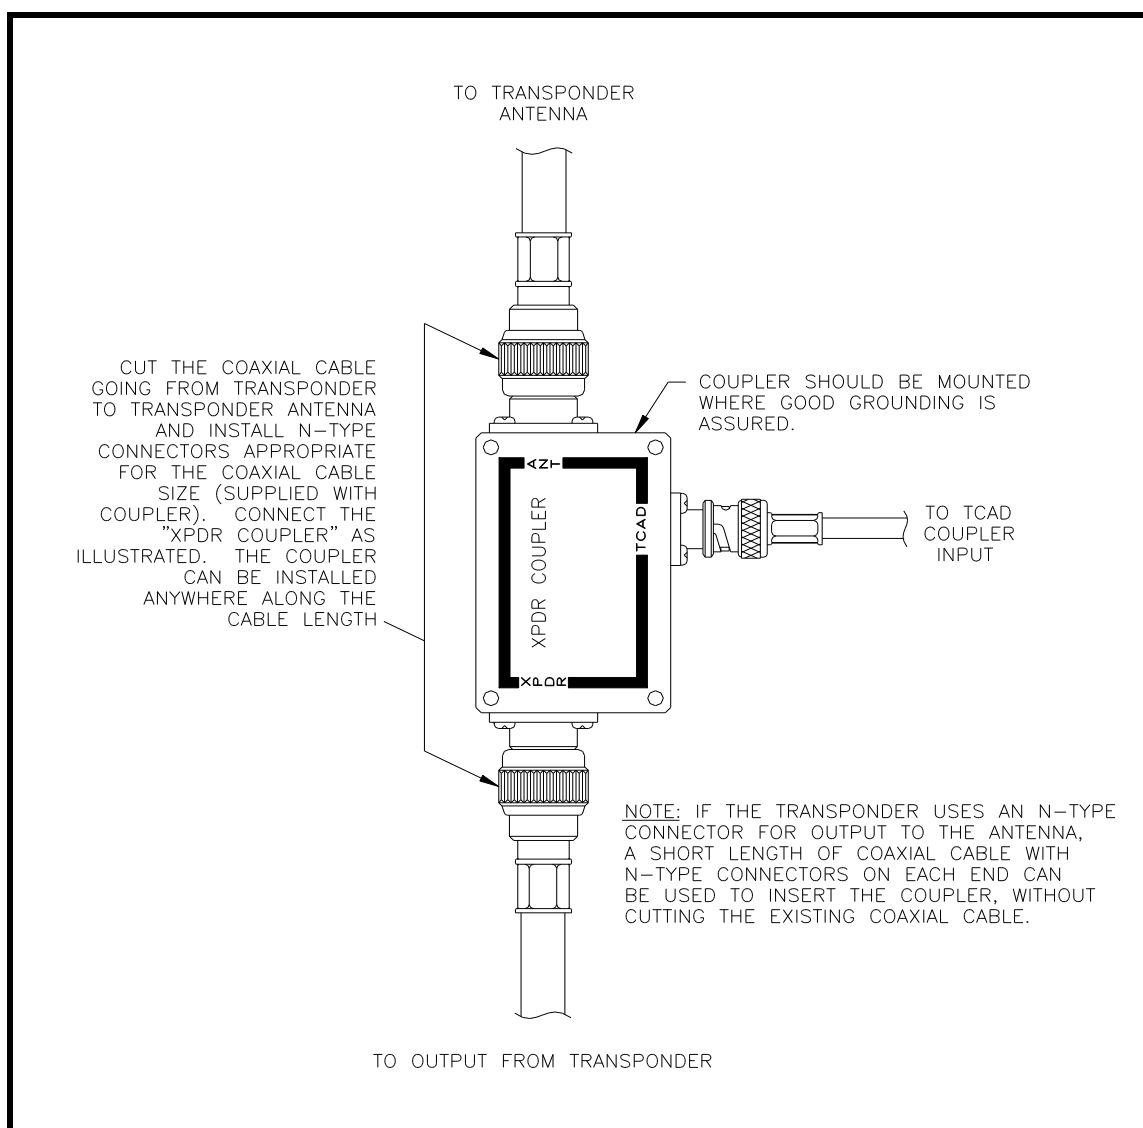 TO TRANSPONDER
ANTENNA
CUT THE COAXIAL CABLE
GOING FROM TRANSPONDER
TO TRANSPONDER ANTENNA
AND INSTALL N-TYPE
CONNECTORS APPROPRIATE
FOR THE COAXIAL CABLE
SIZE (SUPPLIED WITH
COUPLER). CONNECT THE
"XPDR COUPLER" AS
ILLUSTRATED. THE COUPLER
CAN BE INSTALLED
ANYWHERE ALONG THE
CABLE LENGTH
COUPLER SHOULD BE MOUNTED
WHERE GOOD GROUNDING IS
ASSURED.
ANT
XPDR COUPLER
TCAD
XPDR
TO TCAD
COUPLER
INPUT
NOTE: IF THE TRANSPONDER USES AN N-TYPE
CONNECTOR FOR OUTPUT TO THE ANTENNA,
A SHORT LENGTH OF COAXIAL CABLE WITH
N-TYPE CONNECTORS ON EACH END CAN
BE USED TO INSERT THE COUPLER, WITHOUT
CUTTING THE EXISTING COAXIAL CABLE.
TO OUTPUT FROM TRANSPONDER